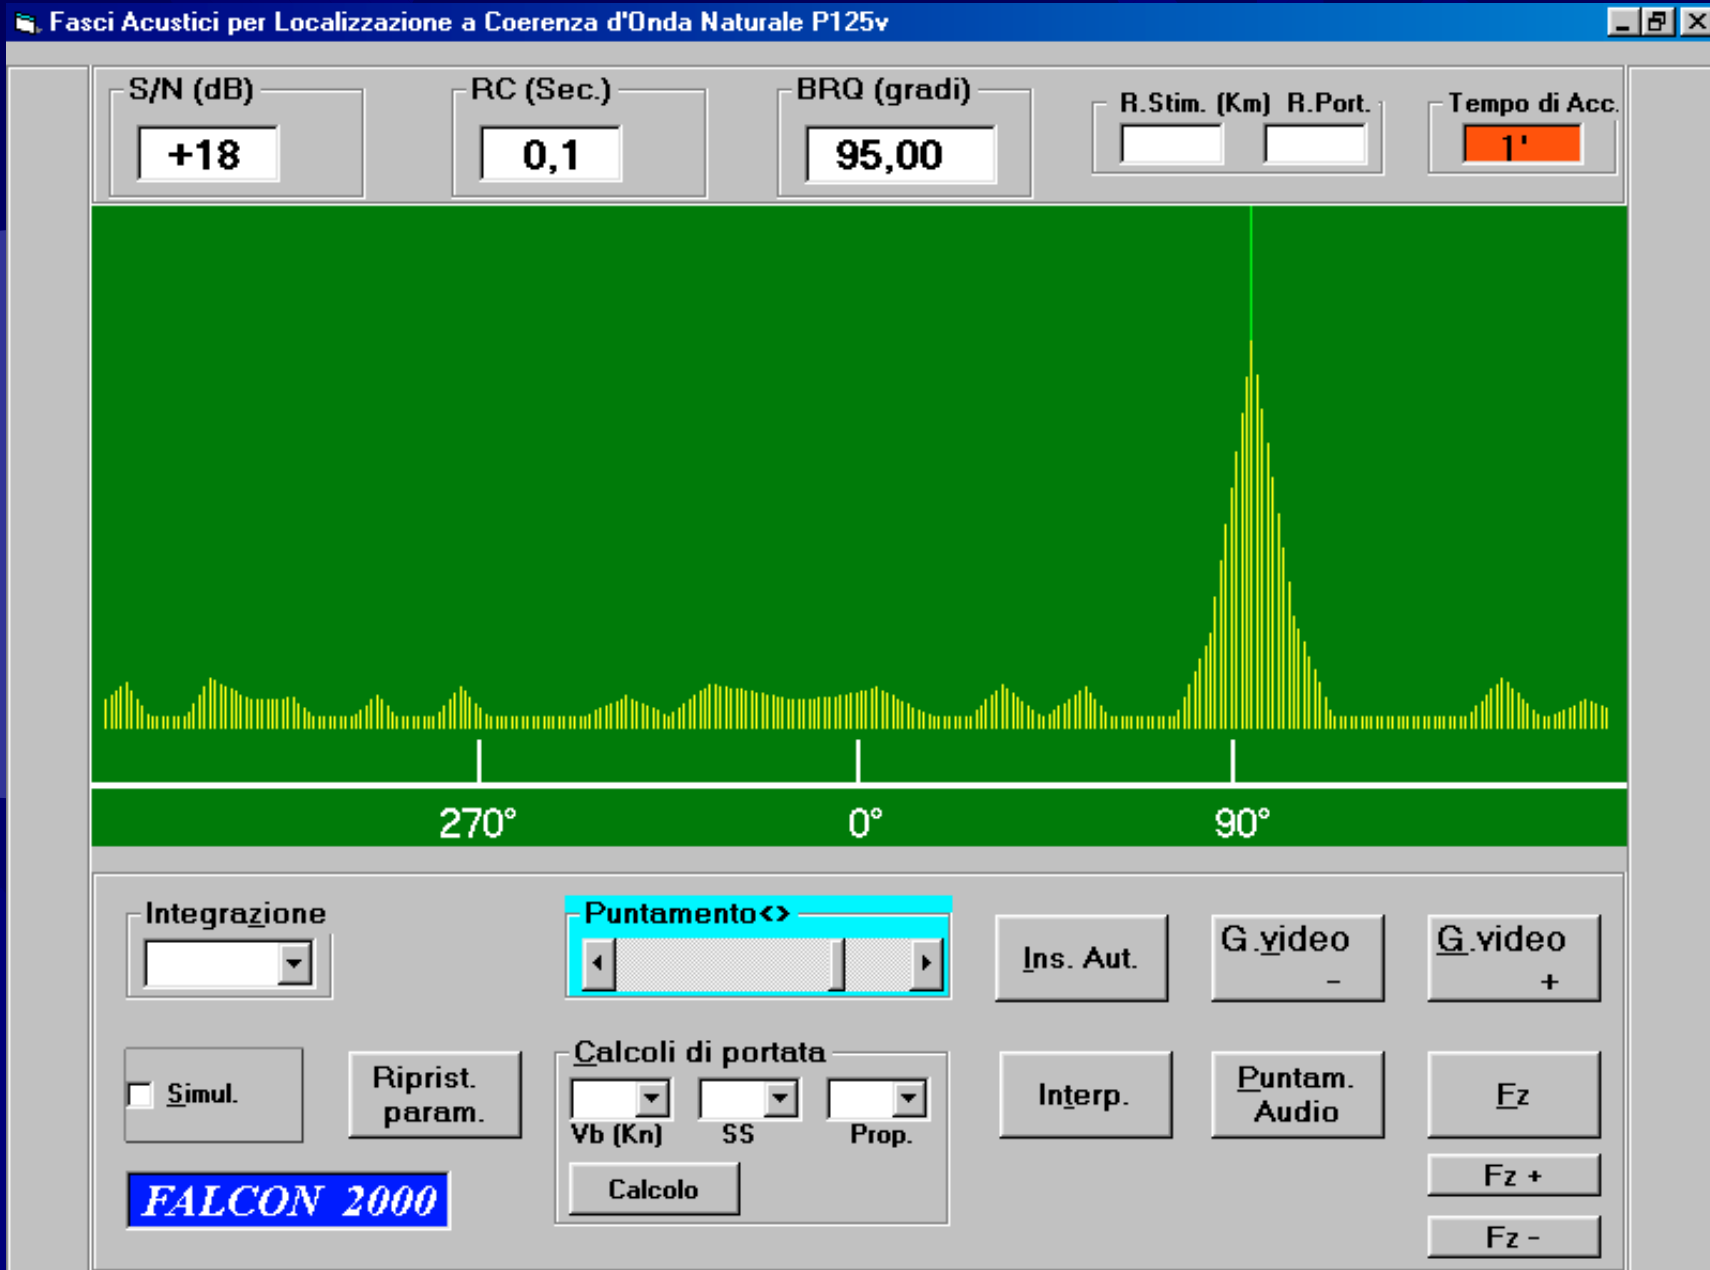 Fasci Acustici per Localizzazione a Coerenza d'Onda Naturale P125v
S/N (dB)
RC (Sec.)
BRQ (gradi)
R.Stim. (Km) R.Port.
Tempo di Acc.
+18
0,1
95,00
1'
270°
0°
90°
Integrazione
Puntamento<>
Ins. Aut.
G.video
-
G.video
+
Simul.
Riprist.
param.
Calcoli di portata
Vb (Kn)
SS
Prop.
Calcolo
Interp.
Puntam.
Audio
Fz
Fz +
Fz -
FALCON 2000